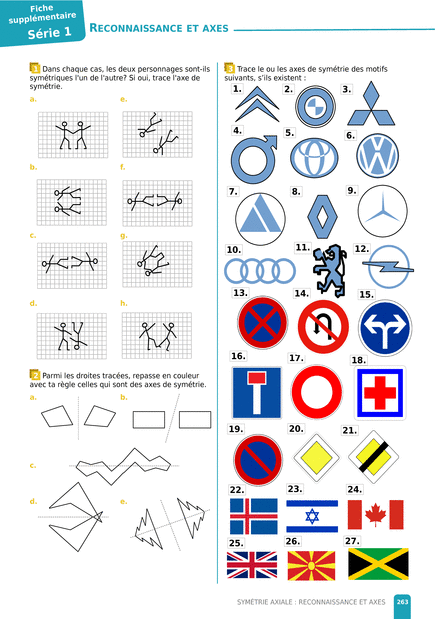 Fiche
supplémentaire
Série 1
RECONNAISSANCE ET AXES
1 Dans chaque cas, les deux personnages sont-ils
symétriques l'un de l'autre? Si oui, trace l'axe de
symétrie.
a. e.
b. f.
c. g.
d. h.
2 Parmi les droites tracées, repasse en couleur
avec ta règle celles qui sont des axes de symétrie.
a. b.
c.
d. e.
3 Trace le ou les axes de symétrie des motifs
suivants, s'ils existent :
1. 2. 3.
4. 5. 6.
7. 8. 9.
10. 11. 12.
13. 14. 15.
16. 17. 18.
19. 20. 21.
22. 23. 24.
25. 26. 27.
SYMÉTRIE AXIALE : RECONNAISSANCE ET AXES 263